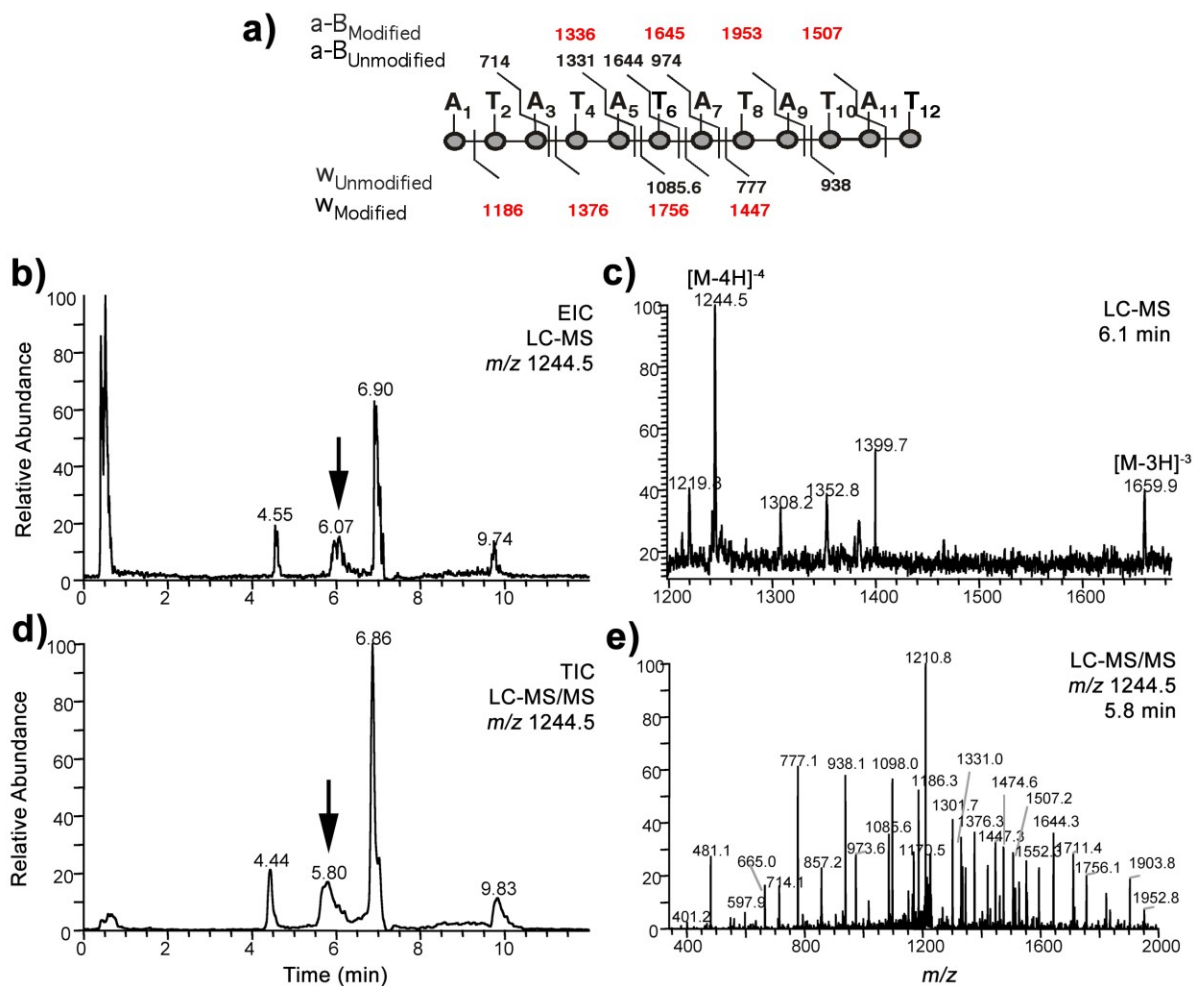 a)
a-B Modified 1336 1645 1953 1507
a-B Unmodified 714 1331 1644 974
A1 T2 A3 T4 A5 T6 A7 T8 A9 T10 A11 T12
w Unmodified 1085.6 777 938
w Modified 1186 1376 1756 1447
b)
EIC
LC-MS
m/z 1244.5
Relative Abundance
100
80
60
40
20
0
4.55
6.07
6.90
9.74
0 2 4 6 8 10
c)
[M-4H]-4
1244.5
LC-MS
6.1 min
100
80
60
40
20
1219.8
1308.2
1352.8
1399.7
[M-3H]-3
1659.9
1200 1300 1400 1500 1600
d)
TIC
LC-MS/MS
m/z 1244.5
Relative Abundance
100
80
60
40
20
0
4.44
5.80
6.86
9.83
0 2 4 6 8 10
Time (min)
e)
LC-MS/MS
m/z 1244.5
5.8 min
100
80
60
40
20
0
401.2
481.1
597.9
665.0
714.1
777.1
857.2
938.1
973.6
1085.6
1098.0
1170.5
1186.3
1210.8
1301.7
1331.0
1376.3
1447.3
1474.6
1507.2
1552.3
1644.3
1711.4
1756.1
1903.8
1952.8
400 800 1200 1600 2000
m/z